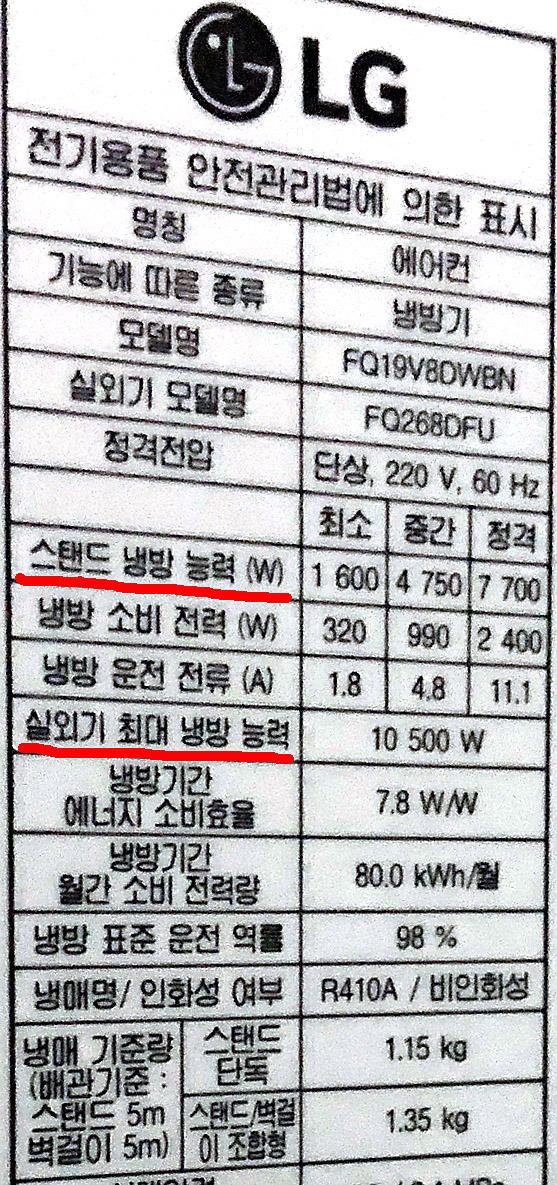 LG
전기용품 안전관리법에 의한 표시
명칭 에어컨
기능에 따른 종류 냉방기
모델명 FQ19V8DWBN
실외기 모델명 FQ268DFU
정격전압 단상, 220 V, 60 Hz
최소 중간 정격
스탠드 냉방 능력 (W) 1 600 4 750 7 700
냉방 소비 전력 (W) 320 990 2 400
냉방 운전 전류 (A) 1.8 4.8 11.1
실외기 최대 냉방 능력 10 500 W
냉방기간
에너지 소비효율 7.8 W/W
냉방기간
월간 소비 전력량 80.0 kWh/월
냉방 표준 운전 역률 98 %
냉매명/ 인화성 여부 R410A / 비인화성
냉매 기준량
(배관기준 :
스탠드 5m
벽걸이 5m)
스탠드
단독 1.15 kg
스탠드/벽걸
이 조합형 1.35 kg